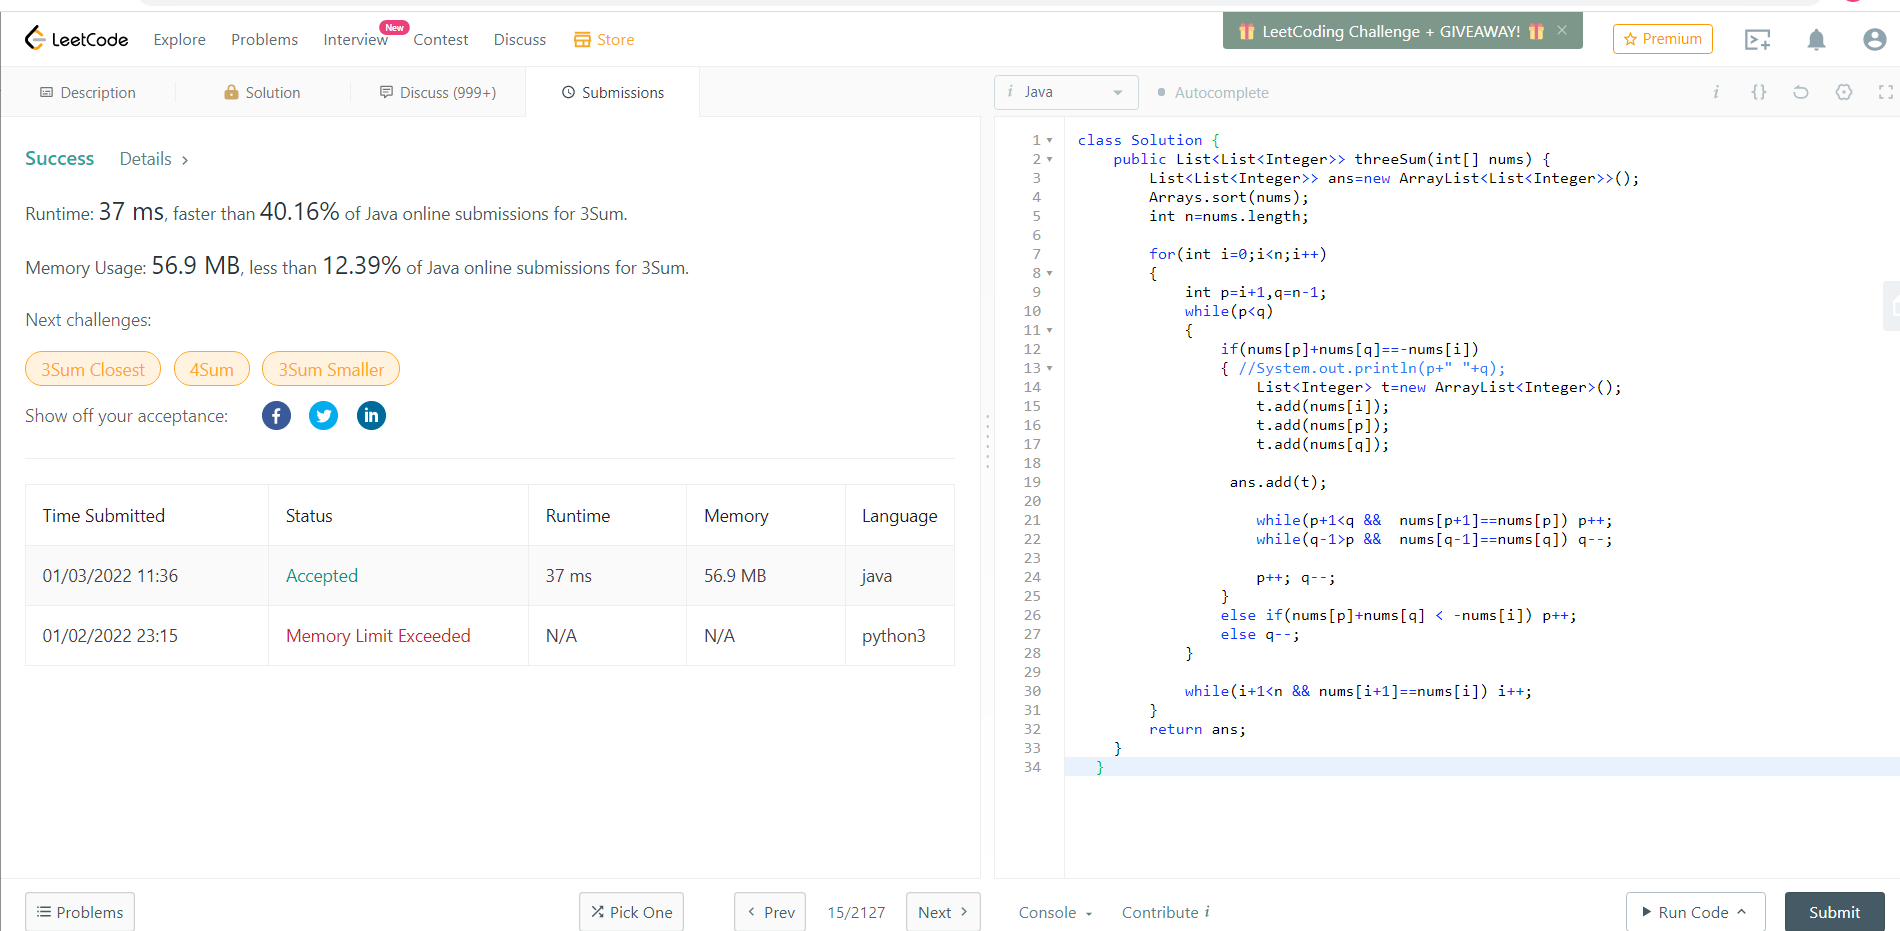 LeetCode Explore Problems Interview New Contest Discuss Store LeetCoding Challenge + GIVEAWAY! Premium
Description Solution Discuss (999+) Submissions
Success Details
Runtime: 37 ms, faster than 40.16% of Java online submissions for 3Sum.
Memory Usage: 56.9 MB, less than 12.39% of Java online submissions for 3Sum.
Next challenges:
3Sum Closest 4Sum 3Sum Smaller
Show off your acceptance:
Time Submitted Status Runtime Memory Language
01/03/2022 11:36 Accepted 37 ms 56.9 MB java
01/02/2022 23:15 Memory Limit Exceeded N/A N/A python3
i Java Autocomplete i {}
1 class Solution {
2 public List<List<Integer>> threeSum(int[] nums) {
3 List<List<Integer>> ans=new ArrayList<List<Integer>>();
4 Arrays.sort(nums);
5 int n=nums.length;
6
7 for(int i=0;i<n;i++)
8 {
9 int p=i+1,q=n-1;
10 while(p<q)
11 {
12 if(nums[p]+nums[q]==-nums[i])
13 { //System.out.println(p+" "+q);
14 List<Integer> t=new ArrayList<Integer>();
15 t.add(nums[i]);
16 t.add(nums[p]);
17 t.add(nums[q]);
18
19 ans.add(t);
20
21 while(p+1<q &&  nums[p+1]==nums[p]) p++;
22 while(q-1>p &&  nums[q-1]==nums[q]) q--;
23
24 p++; q--;
25 }
26 else if(nums[p]+nums[q] < -nums[i]) p++;
27 else q--;
28 }
29
30 while(i+1<n && nums[i+1]==nums[i]) i++;
31 }
32 return ans;
33 }
34 }
Problems Pick One Prev 15/2127 Next Console Contribute i Run Code Submit